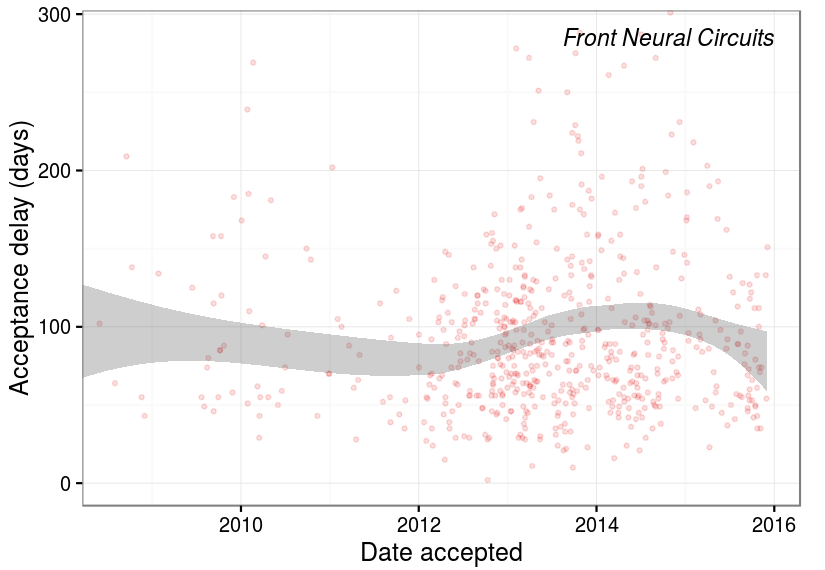 Front Neural Circuits
Acceptance delay (days)
300
200
100
0
2010 2012 2014 2016
Date accepted